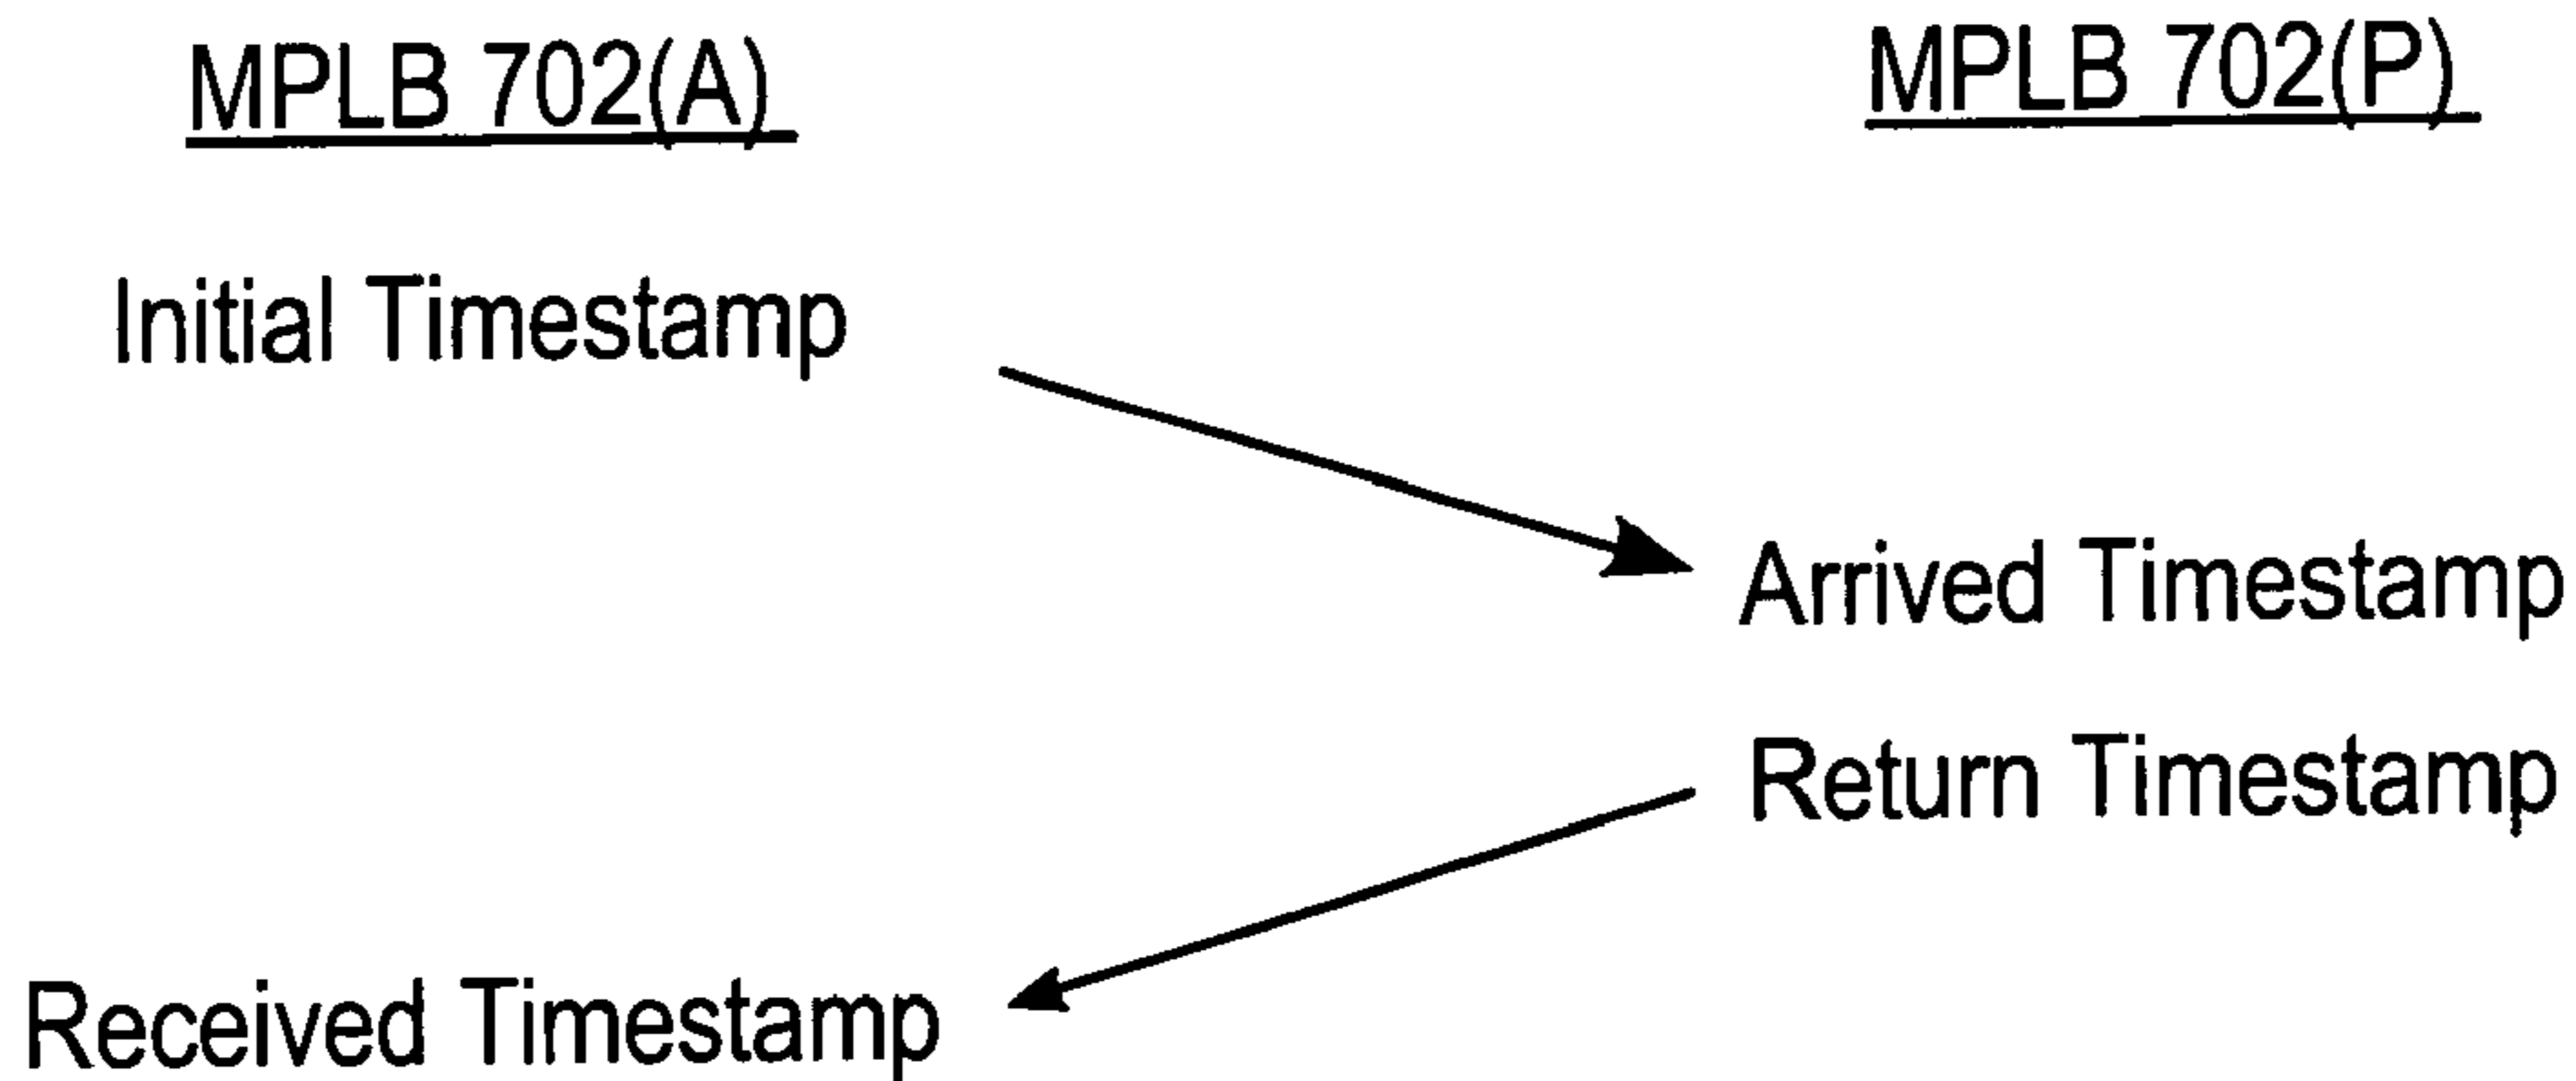 MPLB 702(A)
MPLB 702(P)
Initial Timestamp
Arrived Timestamp
Return Timestamp
Received Timestamp